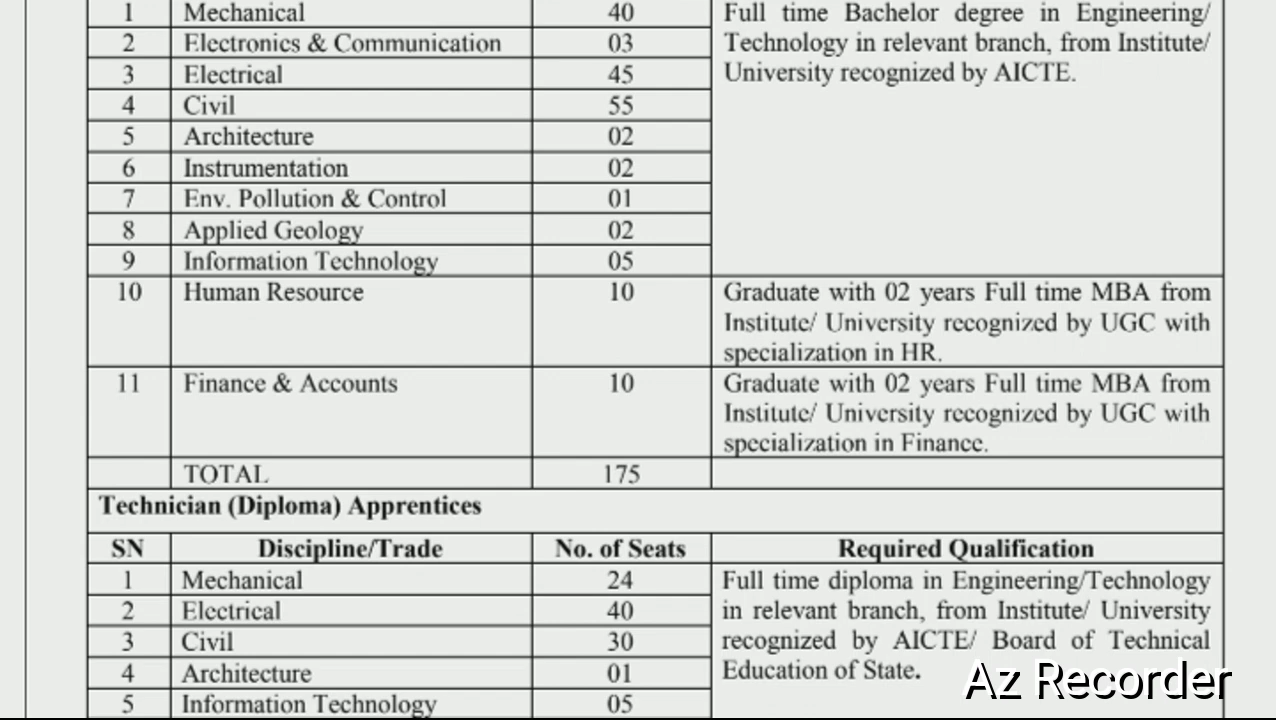 1 Mechanical 40 Full time Bachelor degree in Engineering/
2 Electronics & Communication 03 Technology in relevant branch, from Institute/
3 Electrical 45 University recognized by AICTE.
4 Civil 55
5 Architecture 02
6 Instrumentation 02
7 Env. Pollution & Control 01
8 Applied Geology 02
9 Information Technology 05
10 Human Resource 10 Graduate with 02 years Full time MBA from
Institute/ University recognized by UGC with
specialization in HR.
11 Finance & Accounts 10 Graduate with 02 years Full time MBA from
Institute/ University recognized by UGC with
specialization in Finance.
TOTAL 175
Technician (Diploma) Apprentices
SN Discipline/Trade No. of Seats Required Qualification
1 Mechanical 24 Full time diploma in Engineering/Technology
2 Electrical 40 in relevant branch, from Institute/ University
3 Civil 30 recognized by AICTE/ Board of Technical
4 Architecture 01 Education of State.
5 Information Technology 05
Az Recorder